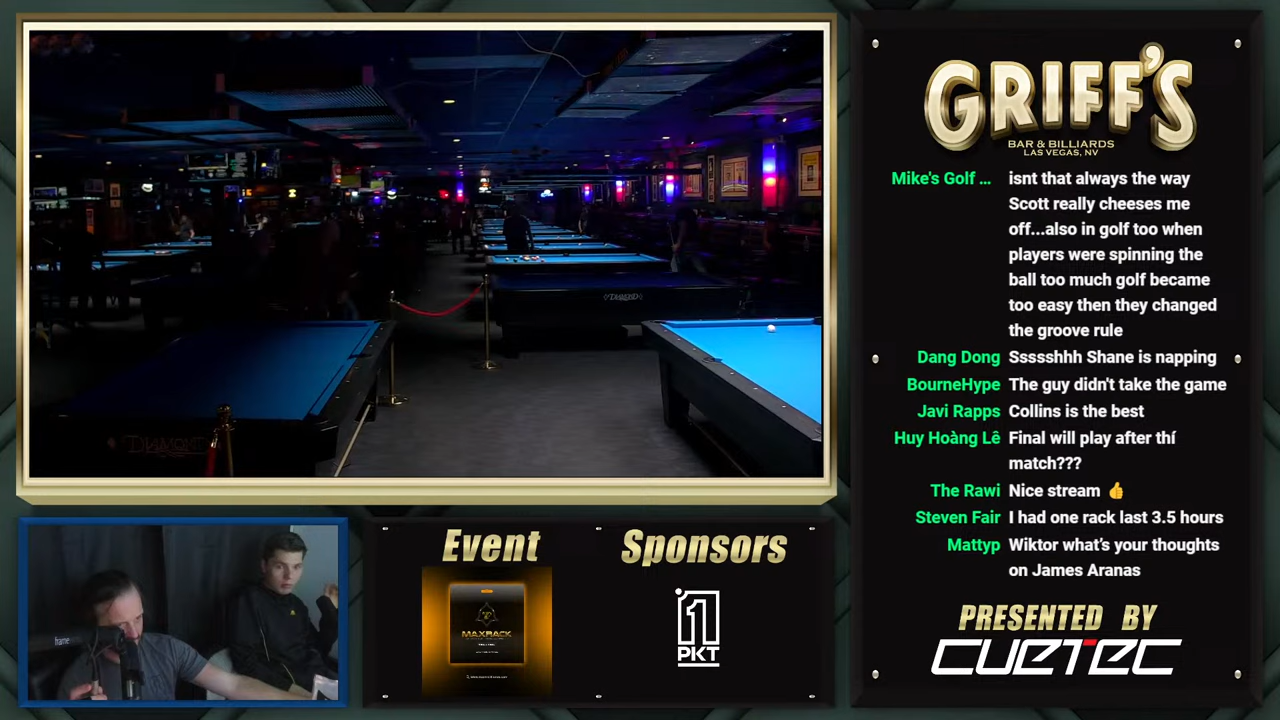 GRIFF'S
BAR & BILLIARDS
LAS VEGAS, NV
Mike's Golf ... isnt that always the way
Scott really cheeses me
off...also in golf too when
players were spinning the
ball too much golf became
too easy then they changed
the groove rule
Dang Dong Ssssshhh Shane is napping
BourneHype The guy didn't take the game
Javi Rapps Collins is the best
Huy Hoàng Lê Final will play after thí
match???
The Rawi Nice stream 👍
Steven Fair I had one rack last 3.5 hours
Mattyp Wiktor what's your thoughts
on James Aranas
PRESENTED BY
CUETEC
DIAMOND
DIAMOND
frame
Event
MAXRACK
Sponsors
1
PKT